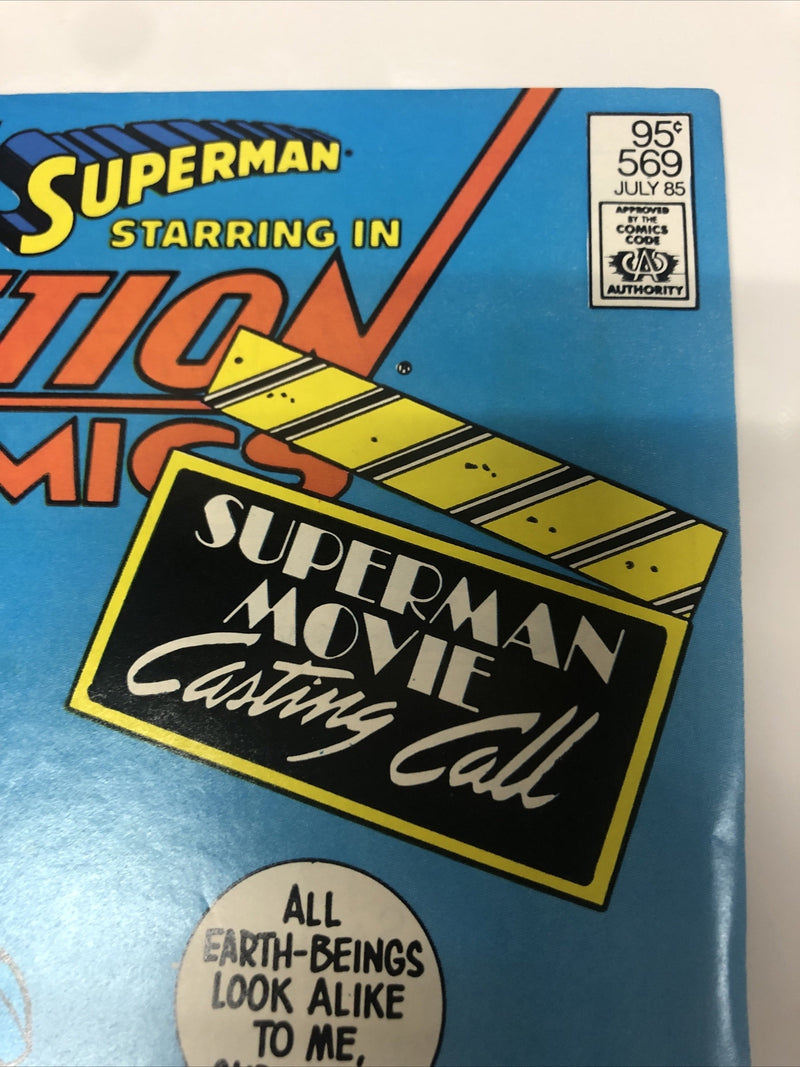 SUPERMAN
STARRING IN
TION
MICS
95¢
569
JULY 85
APPROVED
BY THE
COMICS
CODE
AUTHORITY
SUPERMAN
MOVIE
Casting Call
ALL
EARTH-BEINGS
LOOK ALIKE
TO ME,